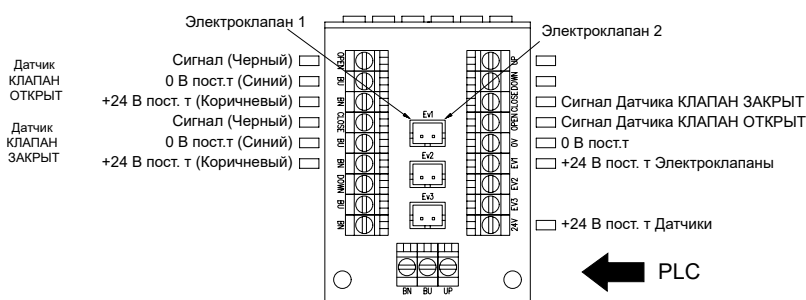 Электроклапан 1
Электроклапан 2
Датчик
КЛАПАН
ОТКРЫТ
Сигнал (Черный)
0 В пост.т (Синий)
+24 В пост. т (Коричневый)
Датчик
КЛАПАН
ЗАКРЫТ
Сигнал (Черный)
0 В пост.т (Синий)
+24 В пост. т (Коричневый)
OPEN
BU
BN
CLOSE
BU
BN
DOWN
BU
BN
Ev1
Ev2
Ev3
UP
DOWN
CLOSE
OPEN
0V
EV1
EV2
EV3
24V
Сигнал Датчика КЛАПАН ЗАКРЫТ
Сигнал Датчика КЛАПАН ОТКРЫТ
0 В пост.т
+24 В пост. т Электроклапаны
+24 В пост. т Датчики
PLC
BN BU UP